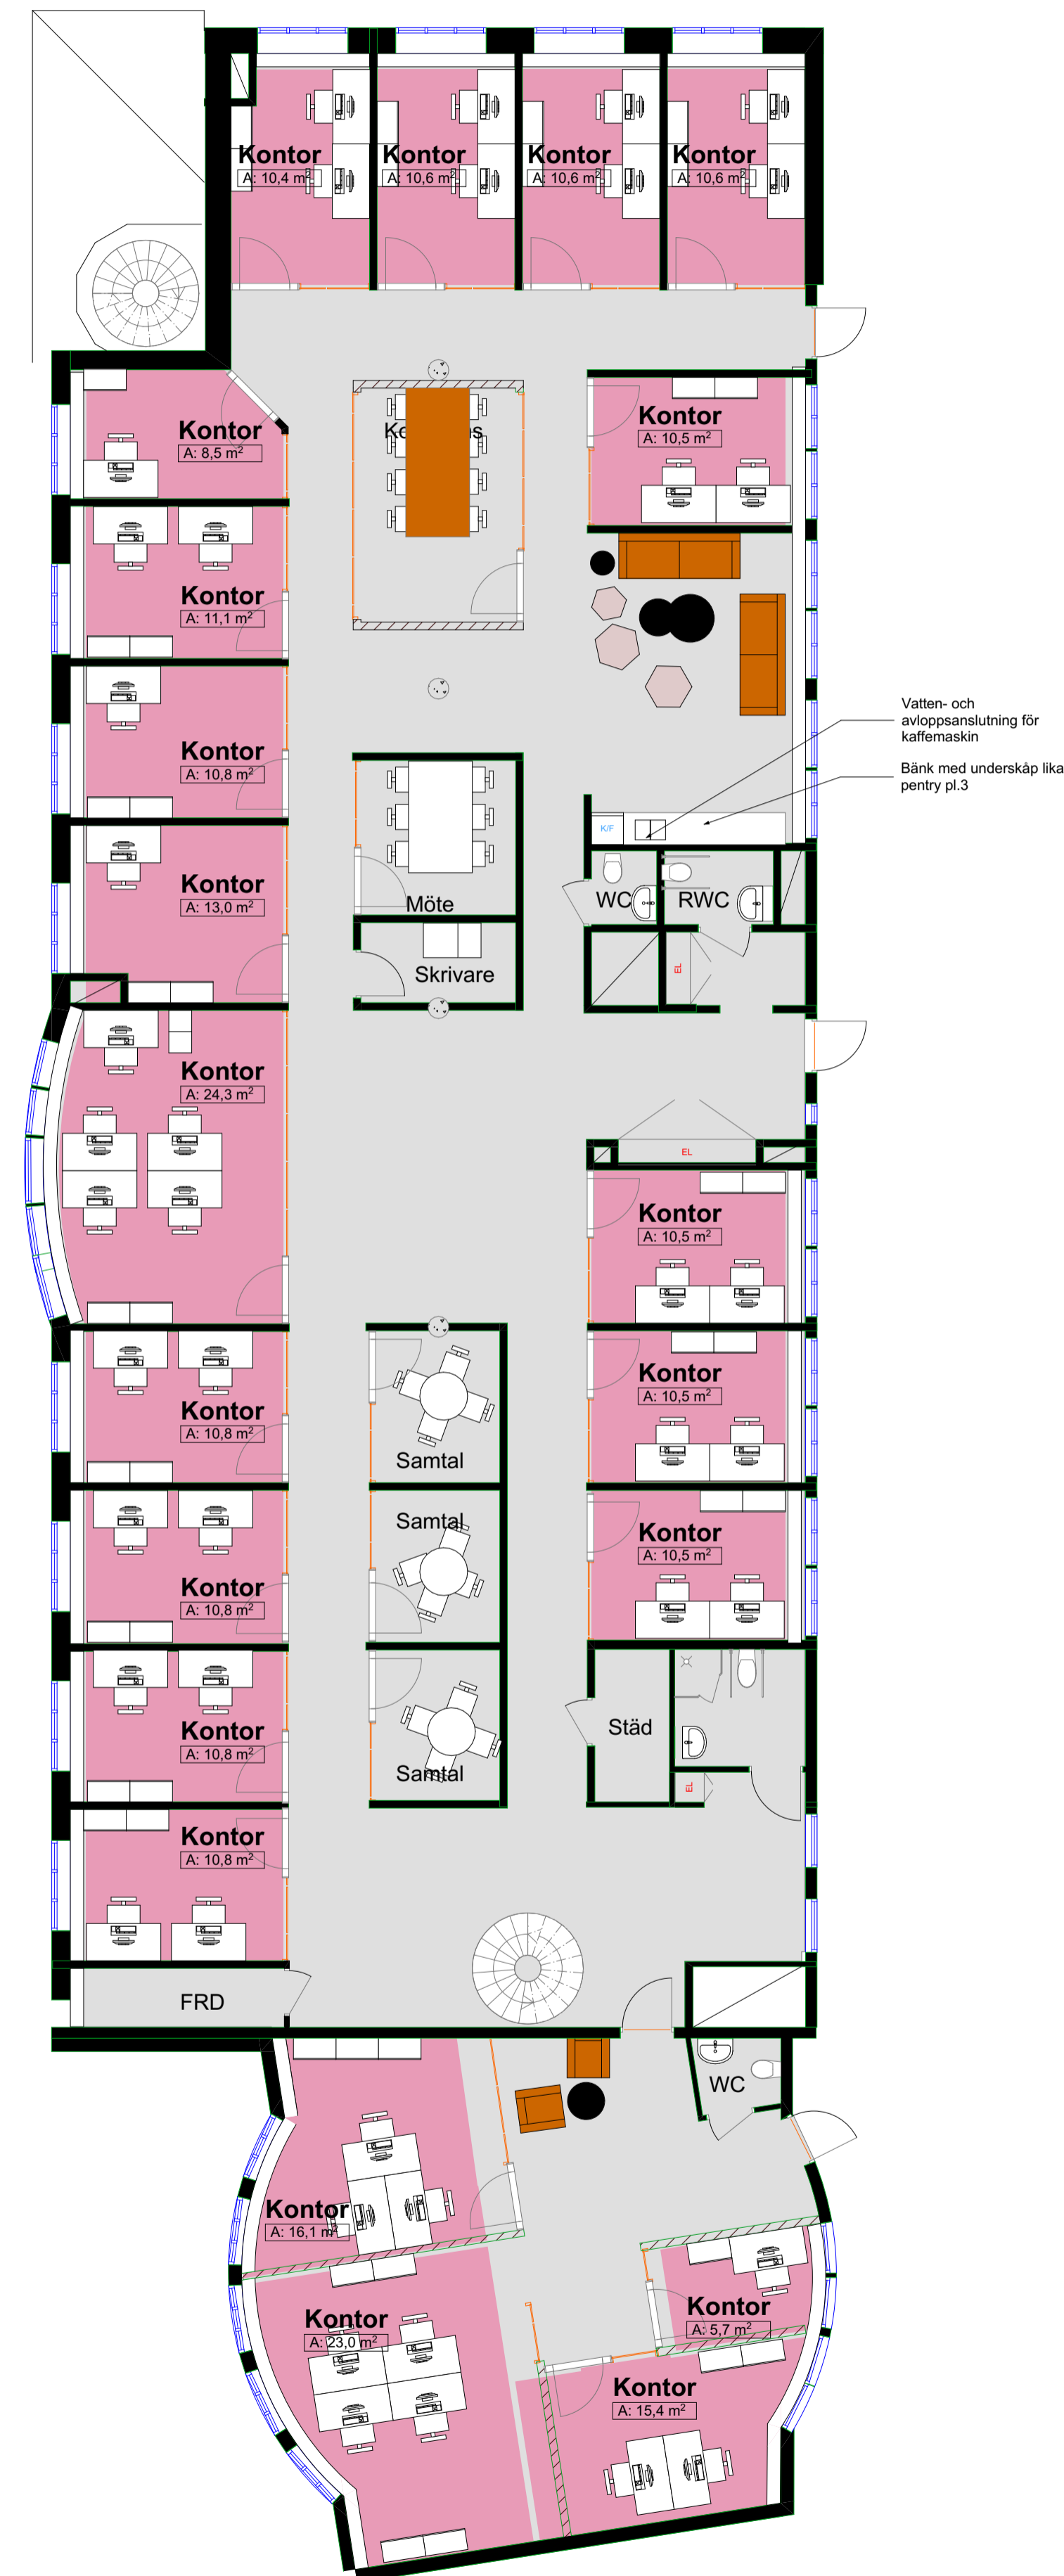 Kontor
A: 10,4 m²
Kontor
A: 10,6 m²
Kontor
A: 10,6 m²
Kontor
A: 10,6 m²
Kontor
A: 8,5 m²
Kontor
A: 10,5 m²
Kontor
A: 11,1 m²
Vatten- och
avloppsanslutning för
kaffemaskin
Bänk med underskåp lika
pentry pl.3
Kontor
A: 10,8 m²
K/F
Kontor
A: 13,0 m²
Möte
WC
RWC
Skrivare
EL
Kontor
A: 24,3 m²
EL
Kontor
A: 10,5 m²
Kontor
A: 10,5 m²
Kontor
A: 10,8 m²
Samtal
Samtal
Kontor
A: 10,5 m²
Kontor
A: 10,8 m²
Kontor
A: 10,8 m²
Samtal
Städ
EL
Kontor
A: 10,8 m²
FRD
WC
Kontor
A: 16,1 m²
Kontor
A: 23,0 m²
Kontor
A: 5,7 m²
Kontor
A: 15,4 m²